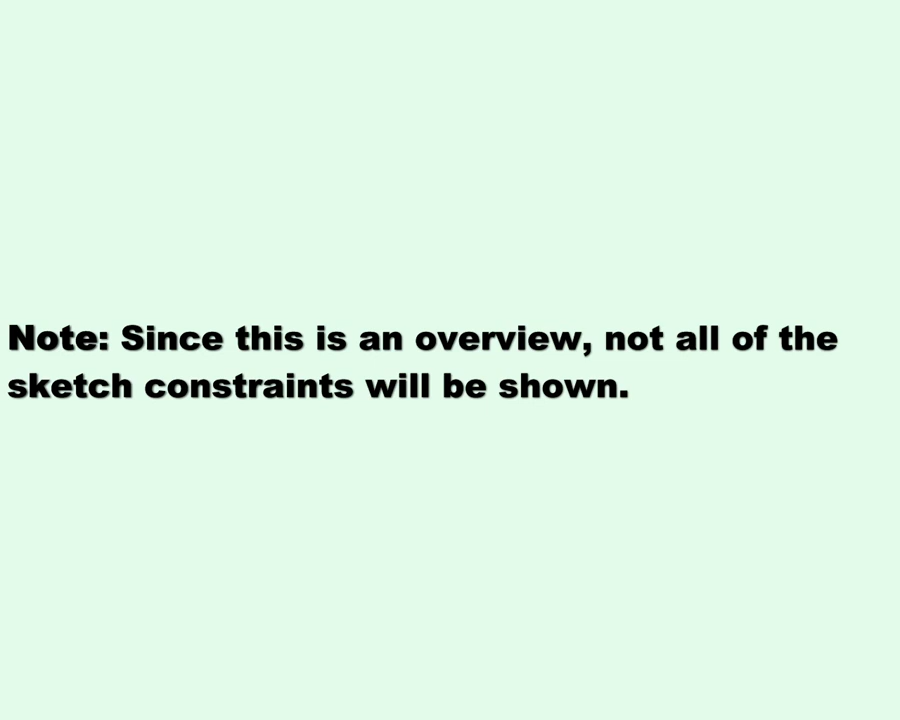 Note: Since this is an overview, not all of the
sketch constraints will be shown.